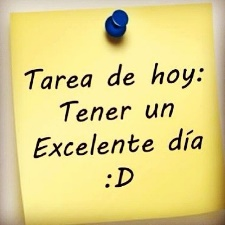 Tarea de hoy:
Tener un
Excelente día
:D